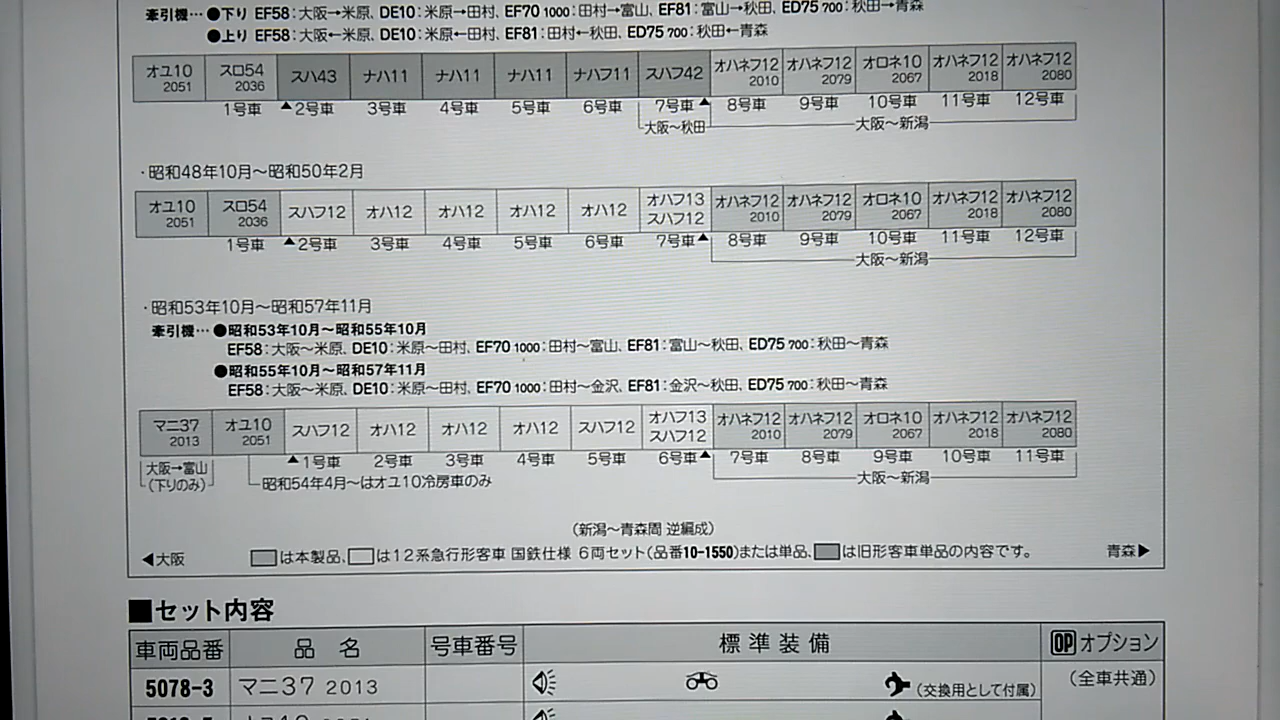 牽引機… ●下り EF58：大阪→米原、DE10：米原→田村、EF70 1000：田村→富山、EF81：富山→秋田、ED75 700：秋田→青森
●上り EF58：大阪←米原、DE10：米原←田村、EF81：田村←秋田、ED75 700：秋田←青森
オユ10 2051 スロ54 2036 スハ43 ナハ11 ナハ11 ナハ11 ナハフ11 スハフ42 オハネフ12 2010 オハネフ12 2079 オロネ10 2067 オハネフ12 2018 オハネフ12 2080
1号車 ▲2号車 3号車 4号車 5号車 6号車 7号車▲ 8号車 9号車 10号車 11号車 12号車
大阪～秋田 大阪～新潟
・昭和48年10月～昭和50年2月
オユ10 2051 スロ54 2036 スハフ12 オハ12 オハ12 オハ12 オハ12 オハフ13 スハフ12 オハネフ12 2010 オハネフ12 2079 オロネ10 2067 オハネフ12 2018 オハネフ12 2080
1号車 ▲2号車 3号車 4号車 5号車 6号車 7号車▲ 8号車 9号車 10号車 11号車 12号車
大阪～新潟
・昭和53年10月～昭和57年11月
牽引機… ●昭和53年10月～昭和55年10月
EF58：大阪～米原、DE10：米原～田村、EF70 1000：田村～富山、EF81：富山～秋田、ED75 700：秋田～青森
●昭和55年10月～昭和57年11月
EF58：大阪～米原、DE10：米原～田村、EF70 1000：田村～金沢、EF81：金沢～秋田、ED75 700：秋田～青森
マニ37 2013 オユ10 2051 スハフ12 オハ12 オハ12 オハ12 スハフ12 オハフ13 スハフ12 オハネフ12 2010 オハネフ12 2079 オロネ10 2067 オハネフ12 2018 オハネフ12 2080
▲1号車 2号車 3号車 4号車 5号車 6号車▲ 7号車 8号車 9号車 10号車 11号車
大阪→富山
（下りのみ）
昭和54年4月～はオユ10冷房車のみ
大阪～新潟
（新潟～青森間 逆編成）
◀大阪 は本製品、は12系急行形客車 国鉄仕様 6両セット（品番10-1550）または単品、は旧形客車単品の内容です。 青森▶
■セット内容
車両品番 品名 号車番号 標準装備 OPオプション
5078-3 マニ37 2013 （交換用として付属） （全車共通）